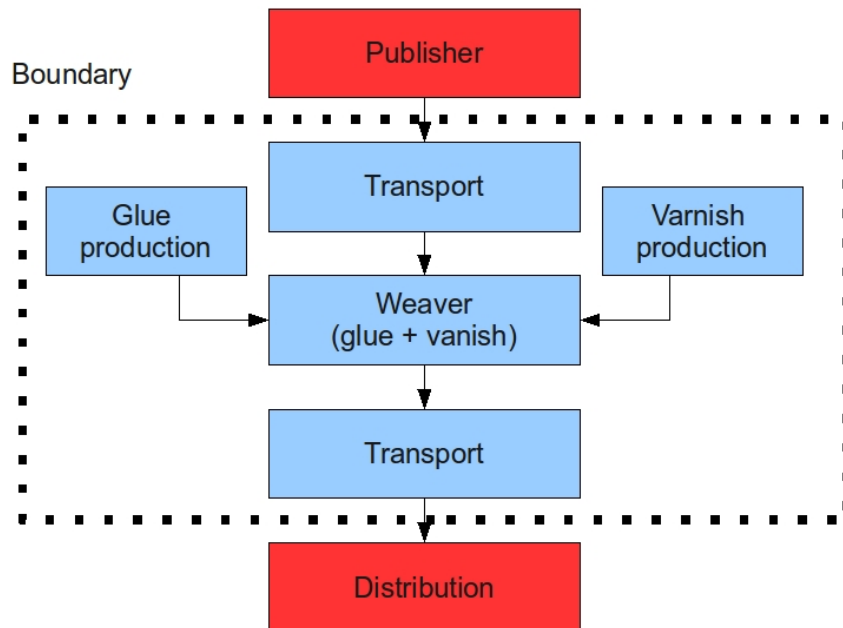 Publisher
Boundary
Transport
Glue
production
Varnish
production
Weaver
(glue + vanish)
Transport
Distribution